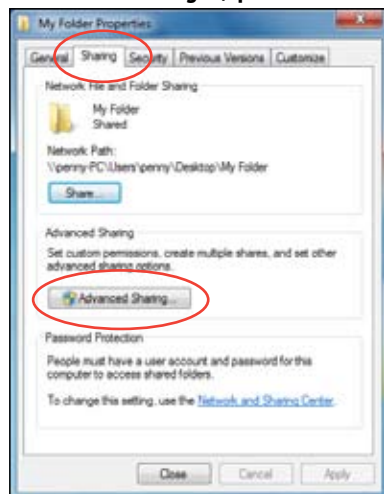 My Folder Properties
General Sharing Security Previous Versions Customize
Network File and Folder Sharing
My Folder
Shared
Network Path:
\\penny-PC\Users\penny\Desktop\My Folder
Share...
Advanced Sharing
Set custom permissions, create multiple shares, and set other
advanced sharing options.
Advanced Sharing...
Password Protection
People must have a user account and password for this
computer to access shared folders.
To change this setting, use the Network and Sharing Center.
Close Cancel Apply